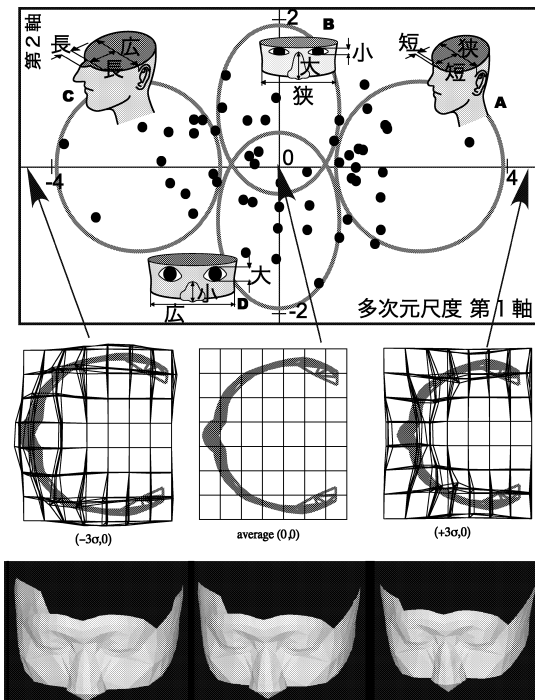 第２軸
2
B
長
広
長
C
小
大
狭
短
狭
短
A
0
-4
4
大
小
D
広
-2
多次元尺度 第１軸
(−3σ,0)
average (0,0)
(+3σ,0)